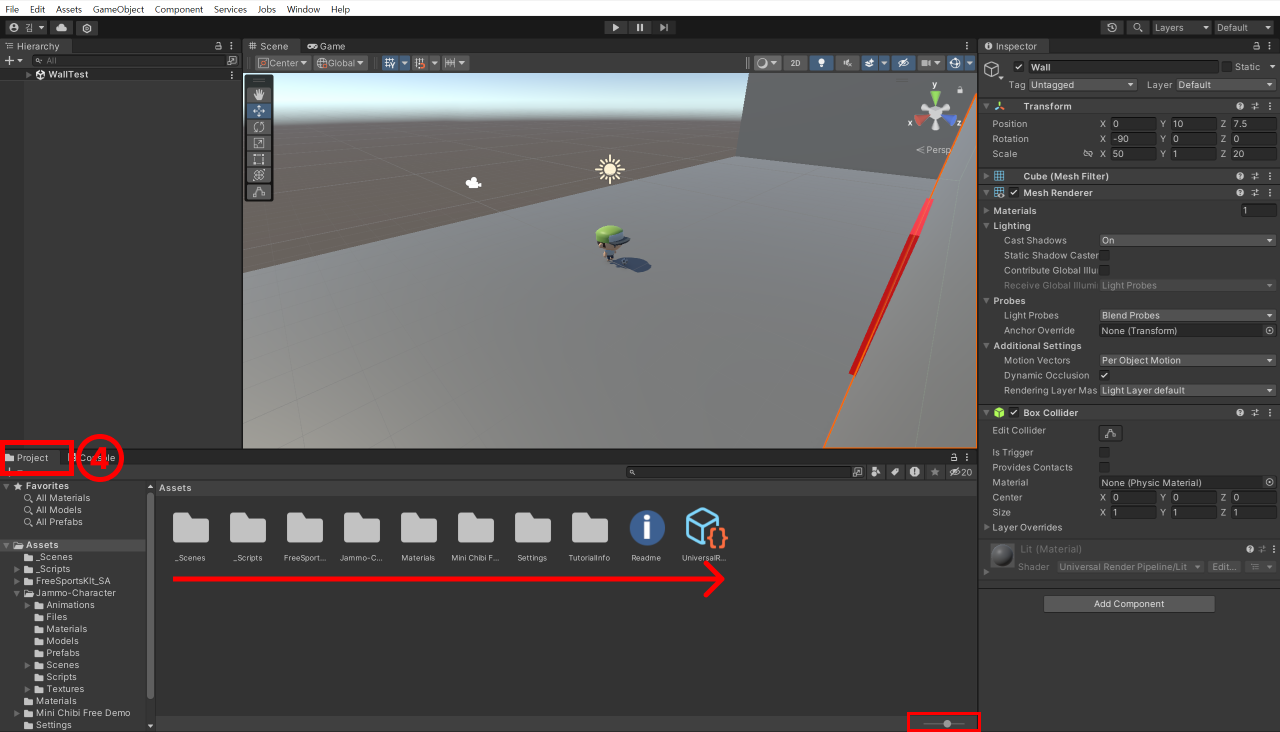 File Edit Assets GameObject Component Services Jobs Window Help
김 Layers Default
Hierarchy
All
WallTest
Scene Game
Center Global 2D
y
x z
Persp
Project Console
④
20
Favorites
All Materials
All Models
All Prefabs
Assets
_Scenes
_Scripts
FreeSportsKIt_SA
Jammo-Character
Animations
Files
Materials
Models
Prefabs
Scenes
Scripts
Textures
Materials
Mini Chibi Free Demo
Settings
Assets
_Scenes _Scripts FreeSport... Jammo-C... Materials Mini Chibi F... Settings TutorialInfo Readme UniversalR...
Inspector
Wall Static
Tag Untagged Layer Default
Transform
Position X 0 Y 10 Z 7.5
Rotation X -90 Y 0 Z 0
Scale X 50 Y 1 Z 20
Cube (Mesh Filter)
Mesh Renderer
Materials 1
Lighting
Cast Shadows On
Static Shadow Caster
Contribute Global Illu
Receive Global Illumi Light Probes
Probes
Light Probes Blend Probes
Anchor Override None (Transform)
Additional Settings
Motion Vectors Per Object Motion
Dynamic Occlusion
Rendering Layer Mas Light Layer default
Box Collider
Edit Collider
Is Trigger
Provides Contacts
Material None (Physic Material)
Center X 0 Y 0 Z 0
Size X 1 Y 1 Z 1
Layer Overrides
Lit (Material)
Shader Universal Render Pipeline/Lit Edit...
Add Component